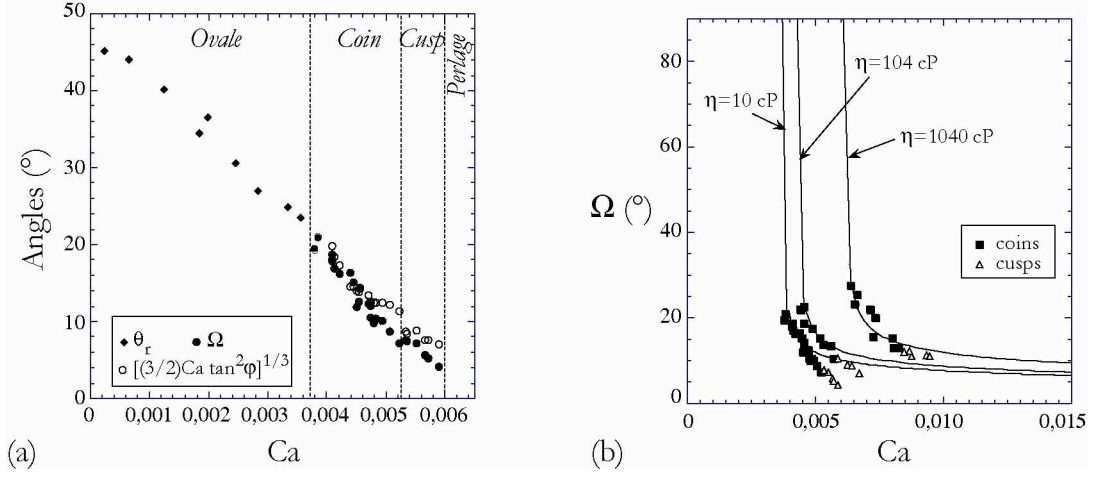 50
40
30
20
10
0
Angles (°)
Ovale
Coin
Cusp
Perlage
θr Ω
[(3/2)Ca tan²φ]^1/3
0 0,001 0,002 0,003 0,004 0,005 0,006
Ca
(a)
80
60
40
20
0
Ω (°)
η=10 cP
η=104 cP
η=1040 cP
coins
cusps
0 0,005 0,010 0,015
Ca
(b)